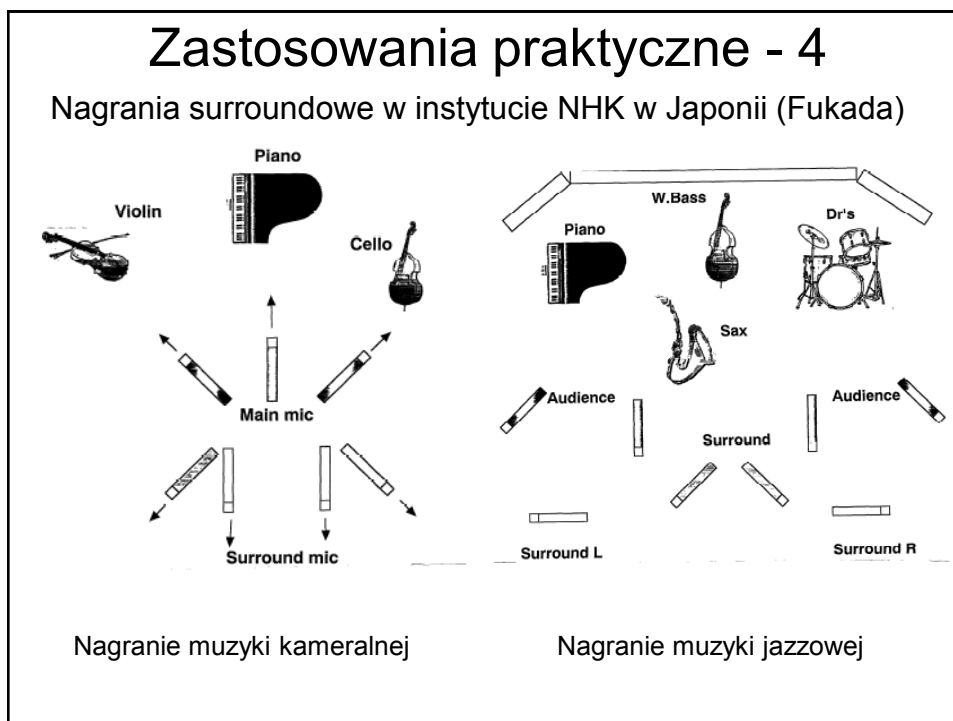 Zastosowania praktyczne - 4
Nagrania surroundowe w instytucie NHK w Japonii (Fukada)
Piano
Violin
Cello
Main mic
Surround mic
W.Bass
Dr's
Piano
Sax
Audience
Audience
Surround
Surround L
Surround R
Nagranie muzyki kameralnej
Nagranie muzyki jazzowej